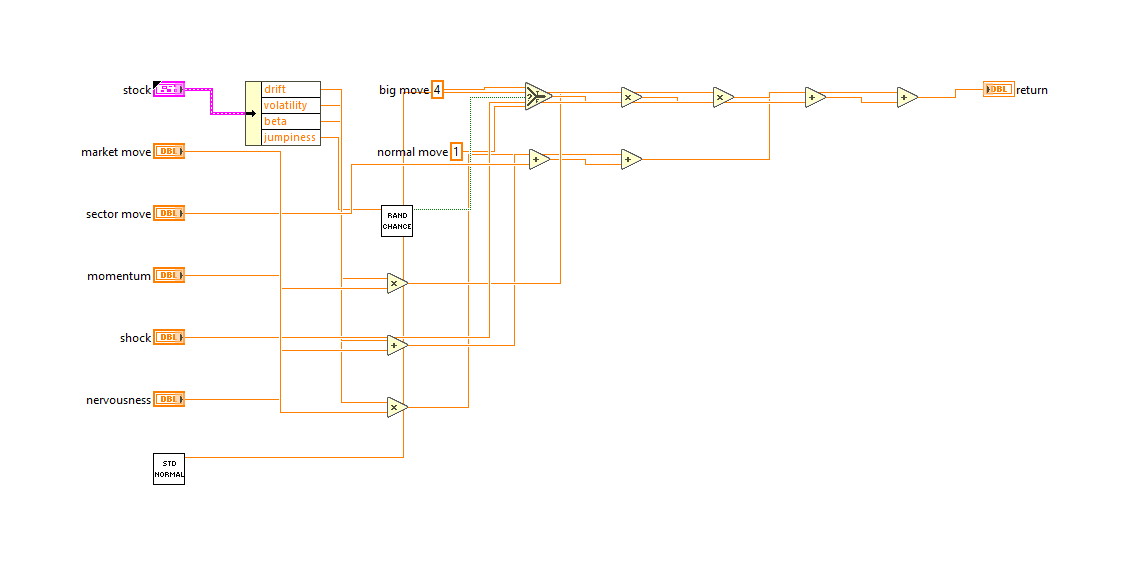 stock
drift
volatility
beta
jumpiness
big move 4
return
DBL
market move DBL
normal move 1
sector move DBL
RAND
CHANCE
momentum DBL
shock DBL
nervousness DBL
STD
NORMAL
? T
F
×
×
+
+
+
+
×
+
×